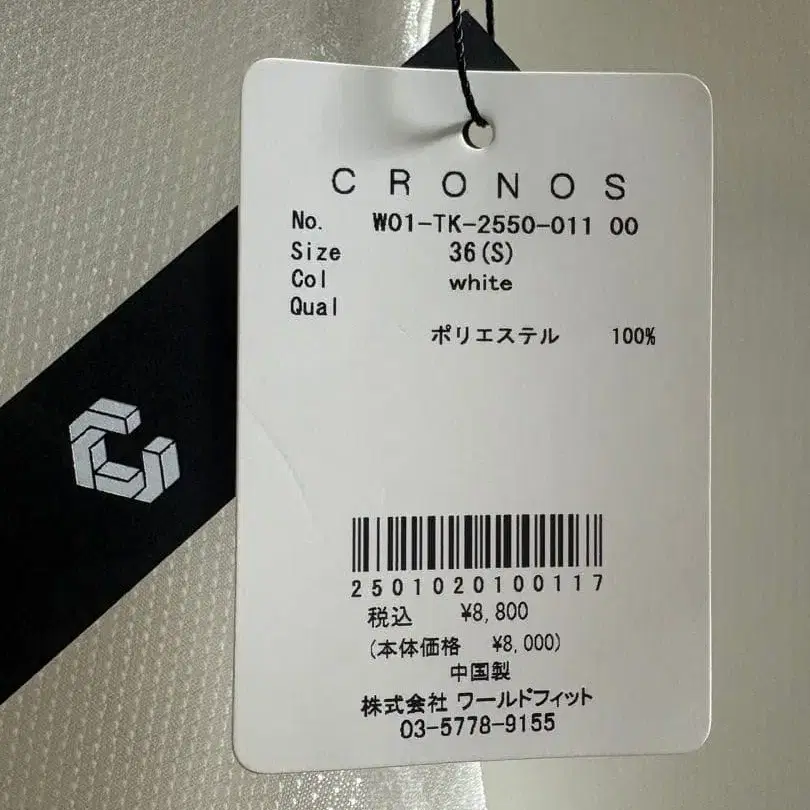 CRONOS
No. W01-TK-2550-011 00
Size 36(S)
Col white
Qual
ポリエステル 100%
2501020100117
税込 ¥8,800
(本体価格 ¥8,000)
中国製
株式会社 ワールドフィット
03-5778-9155